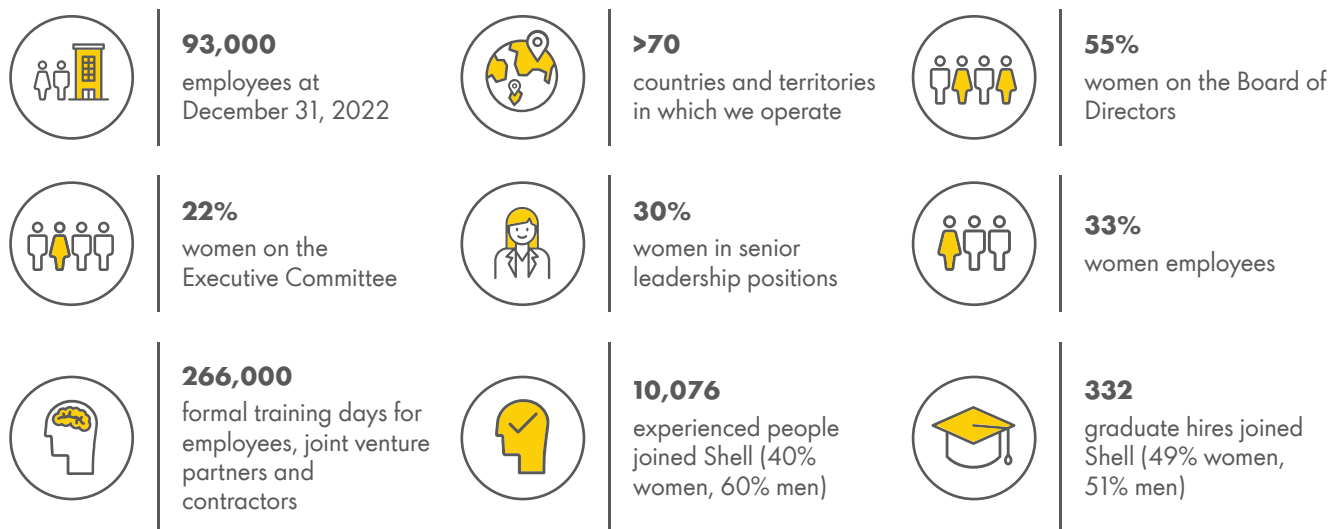 93,000
employees at
December 31, 2022
>70
countries and territories
in which we operate
55%
women on the Board of
Directors
22%
women on the
Executive Committee
30%
women in senior
leadership positions
33%
women employees
266,000
formal training days for
employees, joint venture
partners and
contractors
10,076
experienced people
joined Shell (40%
women, 60% men)
332
graduate hires joined
Shell (49% women,
51% men)